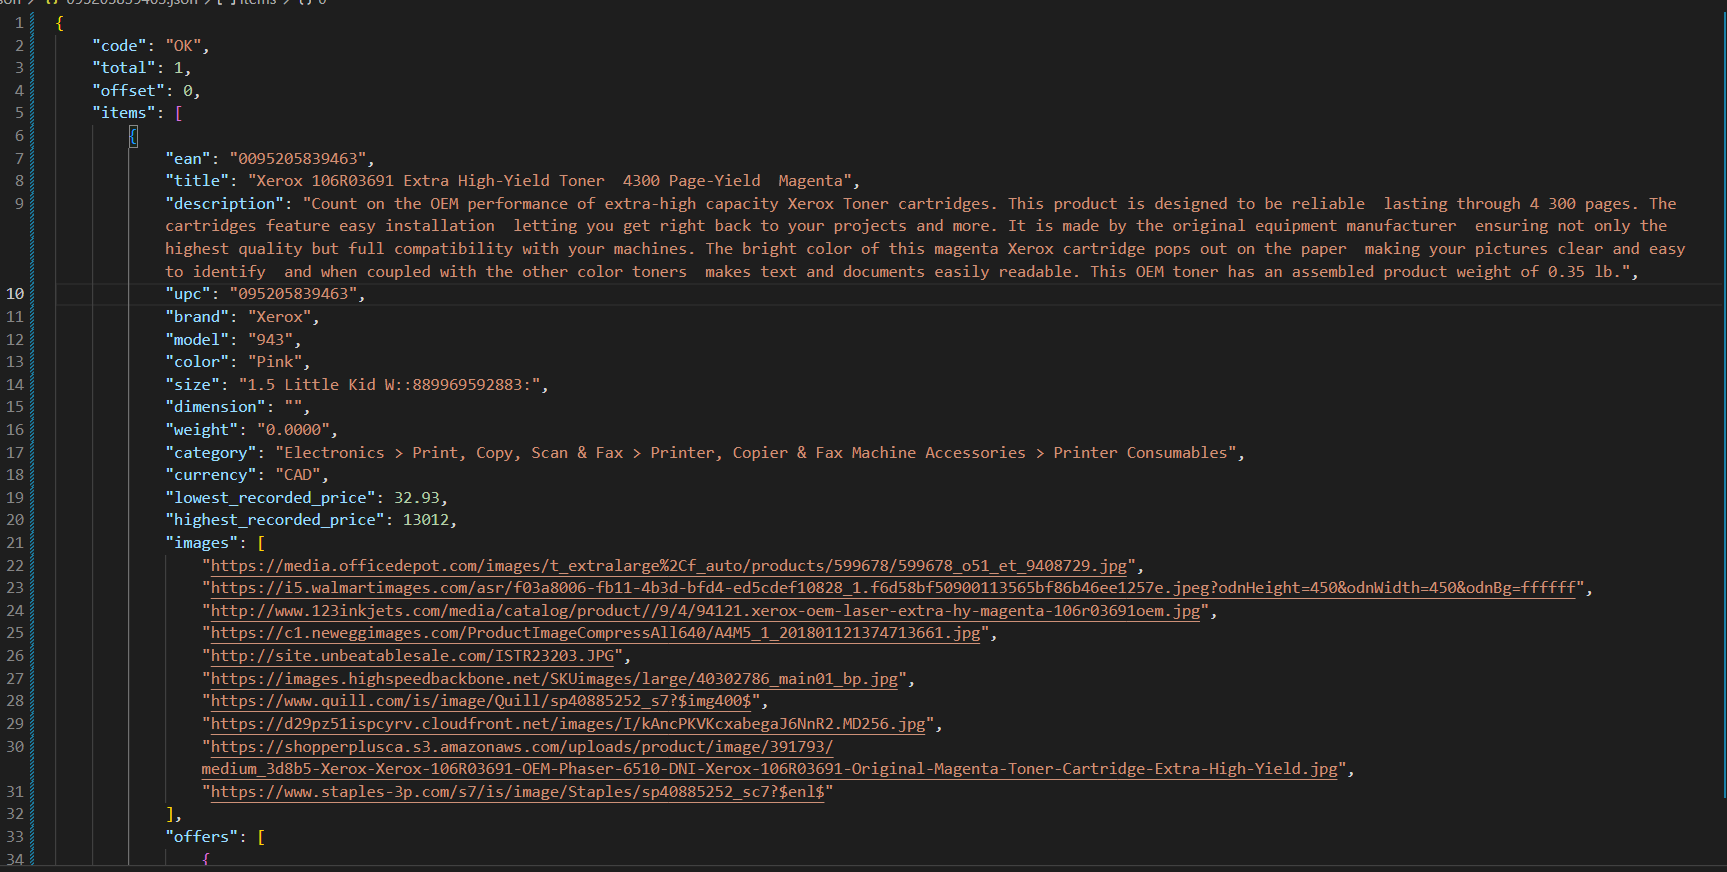 1 {
2 "code": "OK",
3 "total": 1,
4 "offset": 0,
5 "items": [
6 {
7 "ean": "0095205839463",
8 "title": "Xerox 106R03691 Extra High-Yield Toner  4300 Page-Yield  Magenta",
9 "description": "Count on the OEM performance of extra-high capacity Xerox Toner cartridges. This product is designed to be reliable  lasting through 4 300 pages. The
cartridges feature easy installation  letting you get right back to your projects and more. It is made by the original equipment manufacturer  ensuring not only the
highest quality but full compatibility with your machines. The bright color of this magenta Xerox cartridge pops out on the paper  making your pictures clear and easy
to identify  and when coupled with the other color toners  makes text and documents easily readable. This OEM toner has an assembled product weight of 0.35 lb.",
10 "upc": "095205839463",
11 "brand": "Xerox",
12 "model": "943",
13 "color": "Pink",
14 "size": "1.5 Little Kid W::889969592883:",
15 "dimension": "",
16 "weight": "0.0000",
17 "category": "Electronics > Print, Copy, Scan & Fax > Printer, Copier & Fax Machine Accessories > Printer Consumables",
18 "currency": "CAD",
19 "lowest_recorded_price": 32.93,
20 "highest_recorded_price": 13012,
21 "images": [
22 "https://media.officedepot.com/images/t_extralarge%2Cf_auto/products/599678/599678_o51_et_9408729.jpg",
23 "https://i5.walmartimages.com/asr/f03a8006-fb11-4b3d-bfd4-ed5cdef10828_1.f6d58bf50900113565bf86b46ee1257e.jpeg?odnHeight=450&odnWidth=450&odnBg=ffffff",
24 "http://www.123inkjets.com/media/catalog/product//9/4/94121.xerox-oem-laser-extra-hy-magenta-106r03691oem.jpg",
25 "https://c1.neweggimages.com/ProductImageCompressAll640/A4M5_1_201801121374713661.jpg",
26 "http://site.unbeatablesale.com/ISTR23203.JPG",
27 "https://images.highspeedbackbone.net/SKUimages/large/40302786_main01_bp.jpg",
28 "https://www.quill.com/is/image/Quill/sp40885252_s7?$img400$",
29 "https://d29pz51ispcyrv.cloudfront.net/images/I/kAncPKVKcxabegaJ6NnR2.MD256.jpg",
30 "https://shopperplusca.s3.amazonaws.com/uploads/product/image/391793/
medium_3d8b5-Xerox-Xerox-106R03691-OEM-Phaser-6510-DNI-Xerox-106R03691-Original-Magenta-Toner-Cartridge-Extra-High-Yield.jpg",
31 "https://www.staples-3p.com/s7/is/image/Staples/sp40885252_sc7?$enl$"
32 ],
33 "offers": [
34 {